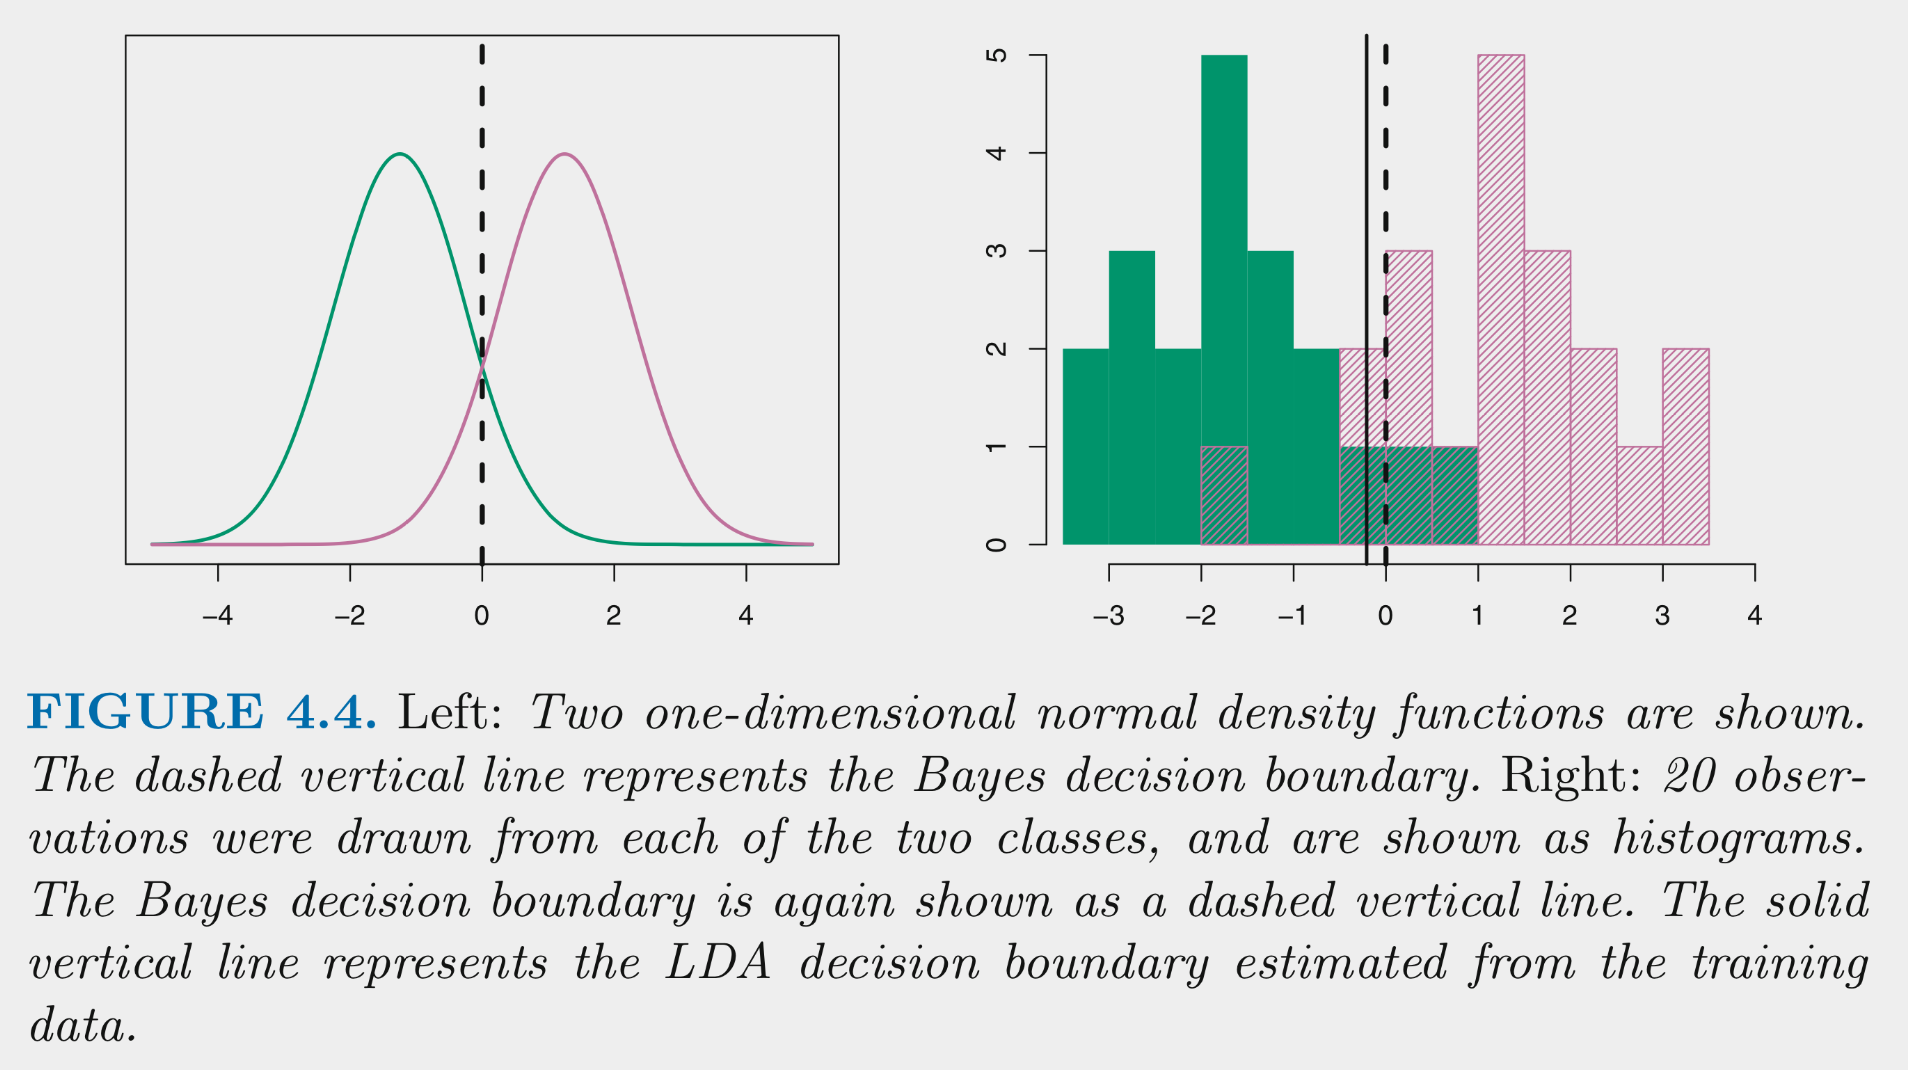 −4 −2 0 2 4
0 1 2 3 4 5
−3 −2 −1 0 1 2 3 4
FIGURE 4.4. Left: Two one-dimensional normal density functions are shown.
The dashed vertical line represents the Bayes decision boundary. Right: 20 obser-
vations were drawn from each of the two classes, and are shown as histograms.
The Bayes decision boundary is again shown as a dashed vertical line. The solid
vertical line represents the LDA decision boundary estimated from the training
data.